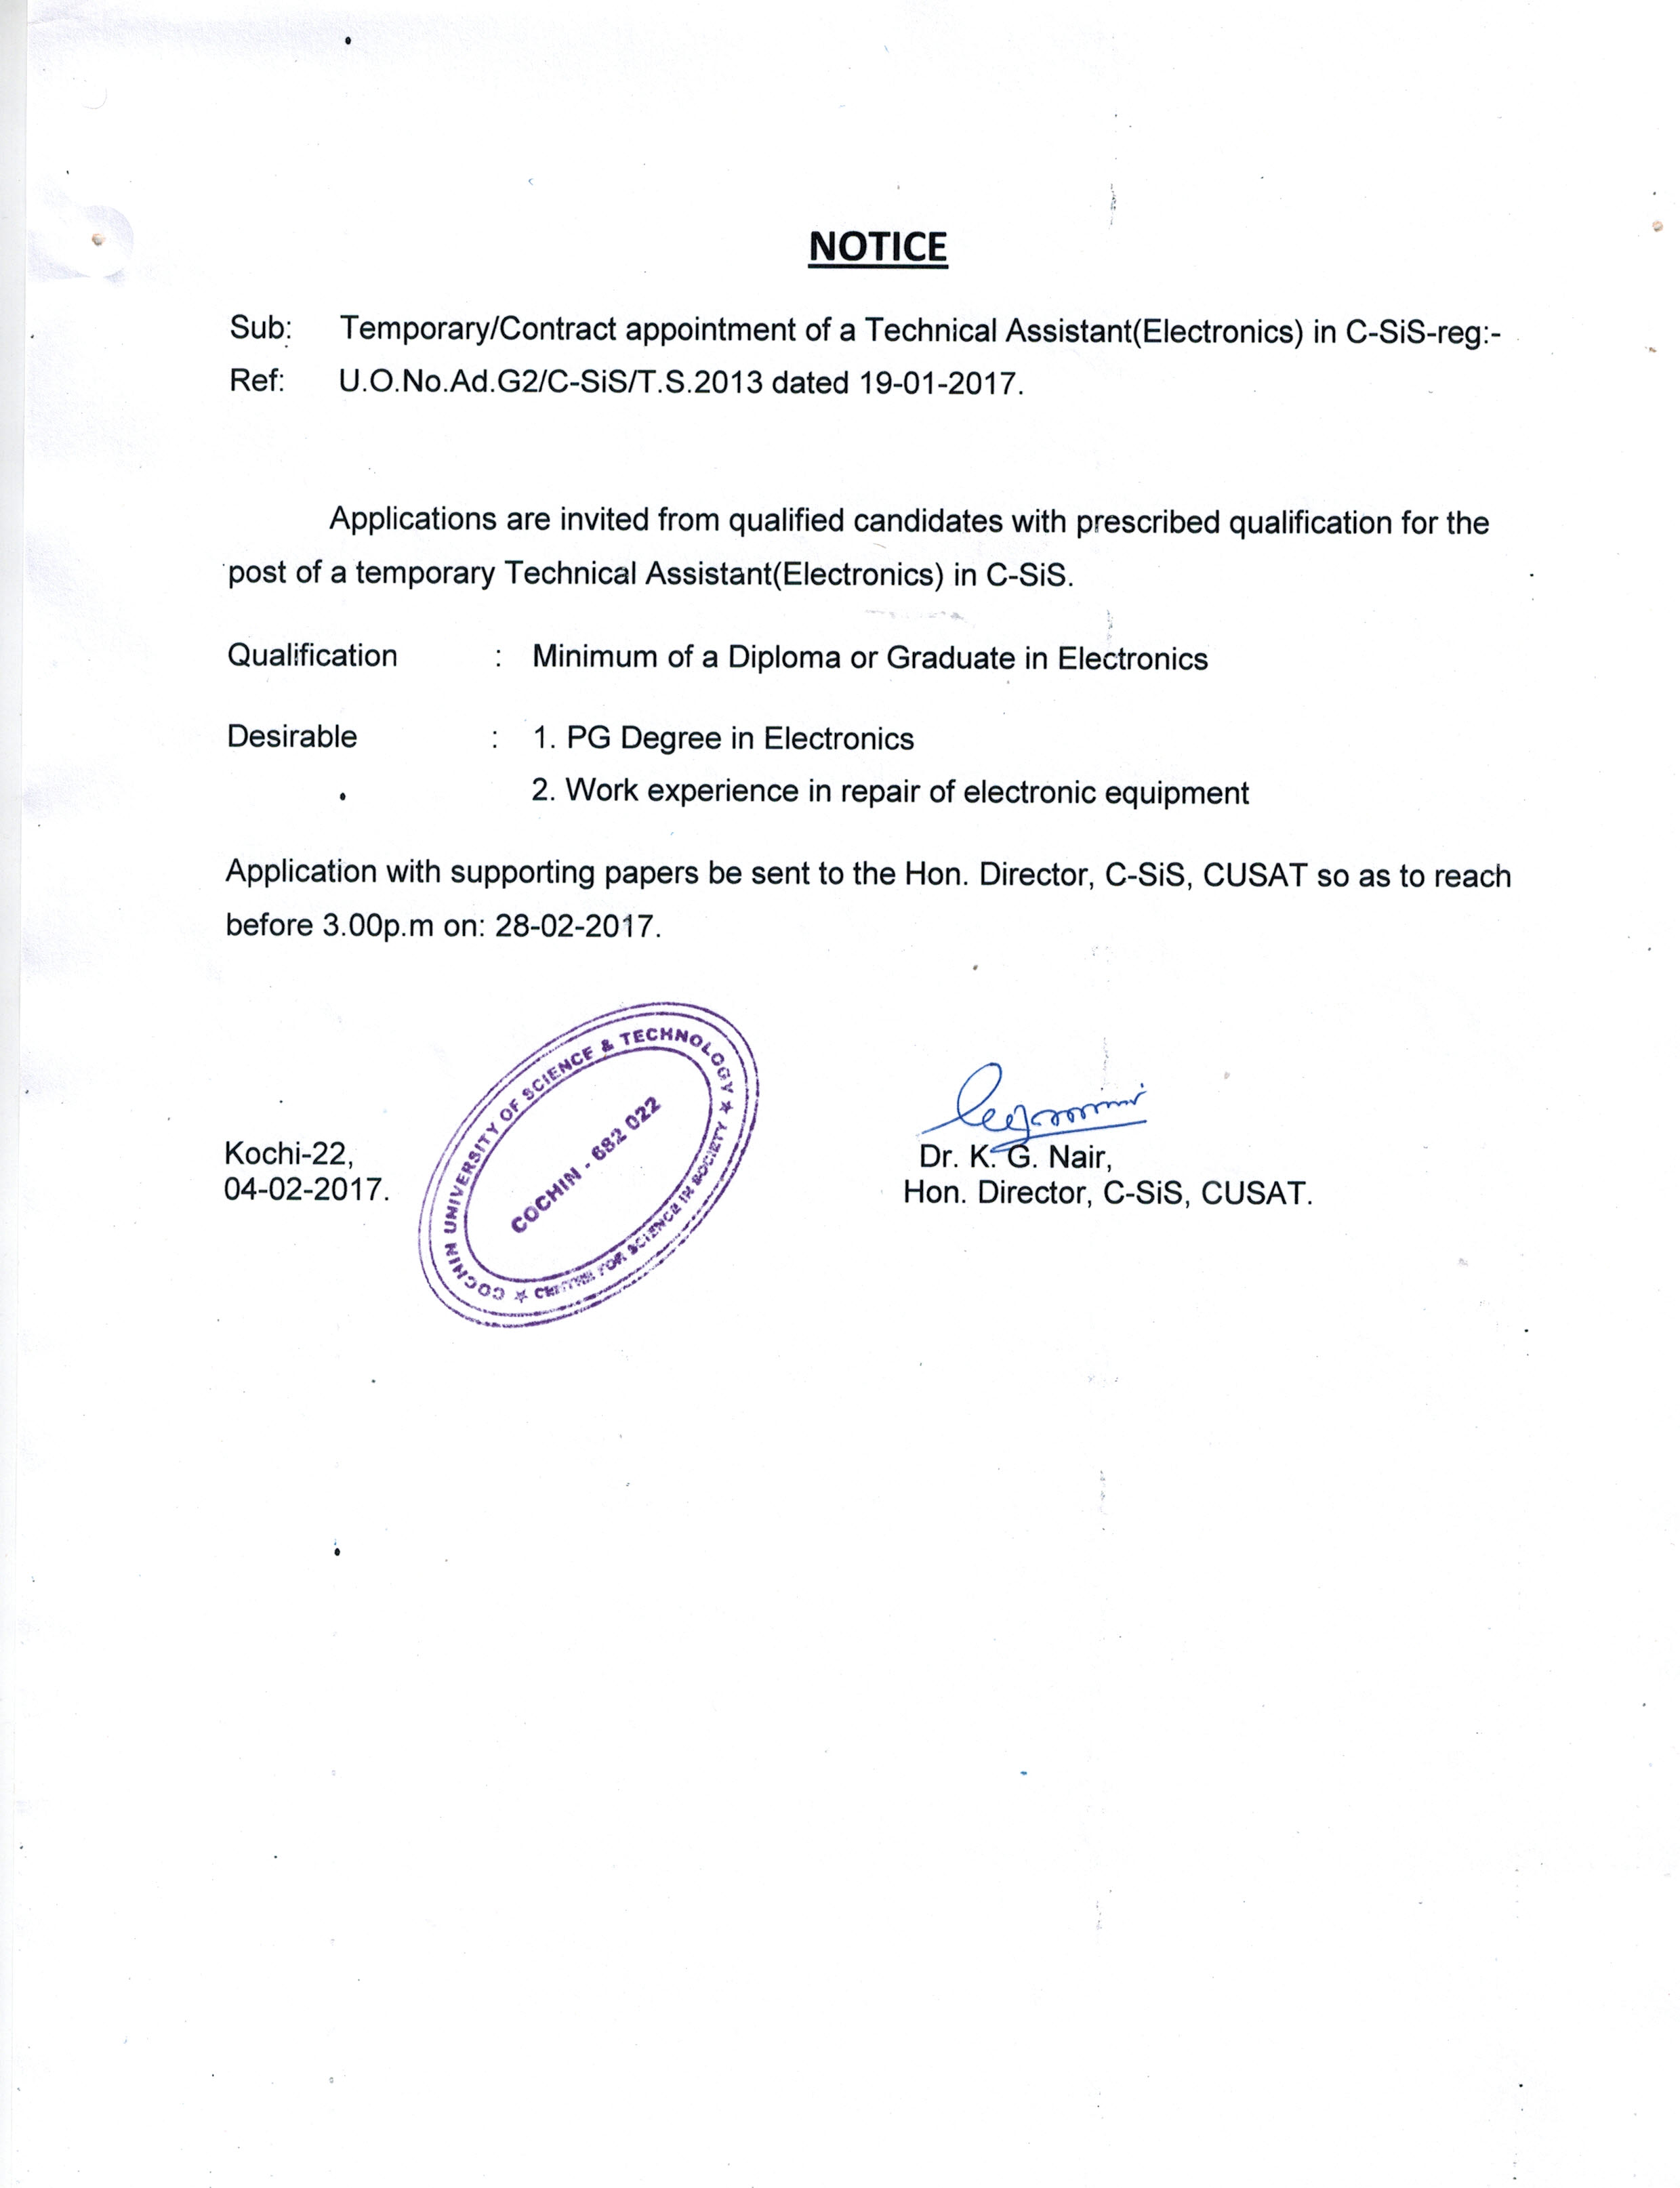 NOTICE
Sub: Temporary/Contract appointment of a Technical Assistant(Electronics) in C-SiS-reg:-
Ref: U.O.No.Ad.G2/C-SiS/T.S.2013 dated 19-01-2017.
Applications are invited from qualified candidates with prescribed qualification for the
post of a temporary Technical Assistant(Electronics) in C-SiS.
Qualification : Minimum of a Diploma or Graduate in Electronics
Desirable : 1. PG Degree in Electronics
2. Work experience in repair of electronic equipment
Application with supporting papers be sent to the Hon. Director, C-SiS, CUSAT so as to reach
before 3.00p.m on: 28-02-2017.
COCHIN UNIVERSITY OF SCIENCE & TECHNOLOGY ★
CENTRE FOR SCIENCE IN SOCIETY ★
COCHIN - 682 022
Kochi-22,
04-02-2017.
Dr. K. G. Nair,
Hon. Director, C-SiS, CUSAT.